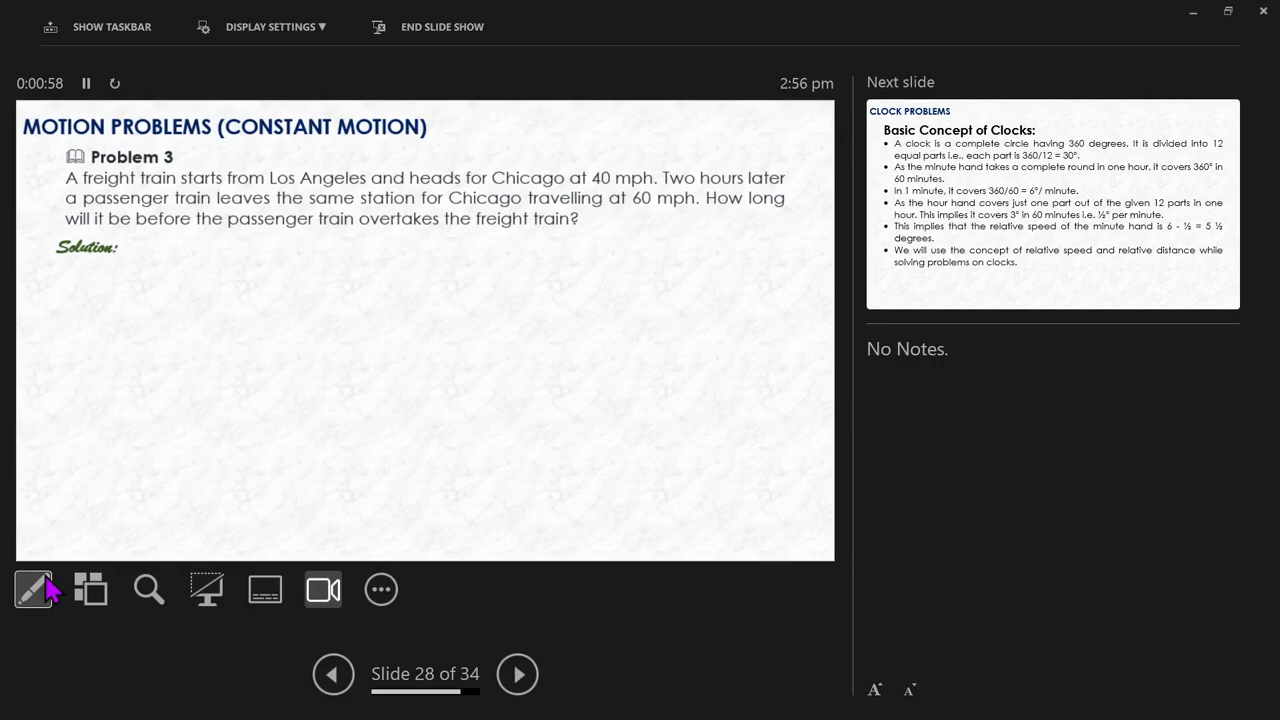 SHOW TASKBAR
DISPLAY SETTINGS ▼
END SLIDE SHOW
0:00:58
2:56 pm
MOTION PROBLEMS (CONSTANT MOTION)
Problem 3
A freight train starts from Los Angeles and heads for Chicago at 40 mph. Two hours later
a passenger train leaves the same station for Chicago travelling at 60 mph. How long
will it be before the passenger train overtakes the freight train?
Solution:
Slide 28 of 34
Next slide
CLOCK PROBLEMS
Basic Concept of Clocks:
• A clock is a complete circle having 360 degrees. It is divided into 12
equal parts i.e., each part is 360/12 = 30°.
• As the minute hand takes a complete round in one hour, it covers 360° in
60 minutes.
• In 1 minute, it covers 360/60 = 6°/ minute.
• As the hour hand covers just one part out of the given 12 parts in one
hour. This implies it covers 3° in 60 minutes i.e. ½° per minute.
• This implies that the relative speed of the minute hand is 6 - ½ = 5 ½
degrees.
• We will use the concept of relative speed and relative distance while
solving problems on clocks.
No Notes.
A A